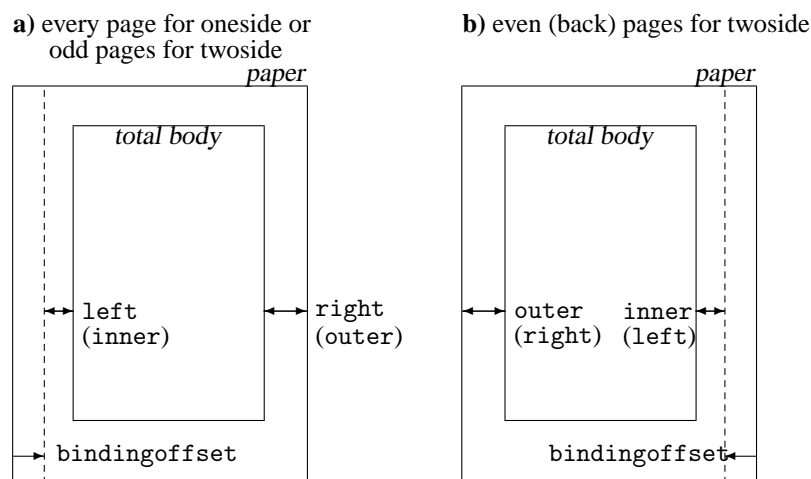 a) every page for oneside or
odd pages for twoside
paper
total body
left
(inner)
right
(outer)
bindingoffset
b) even (back) pages for twoside
paper
total body
outer
(right)
inner
(left)
bindingoffset